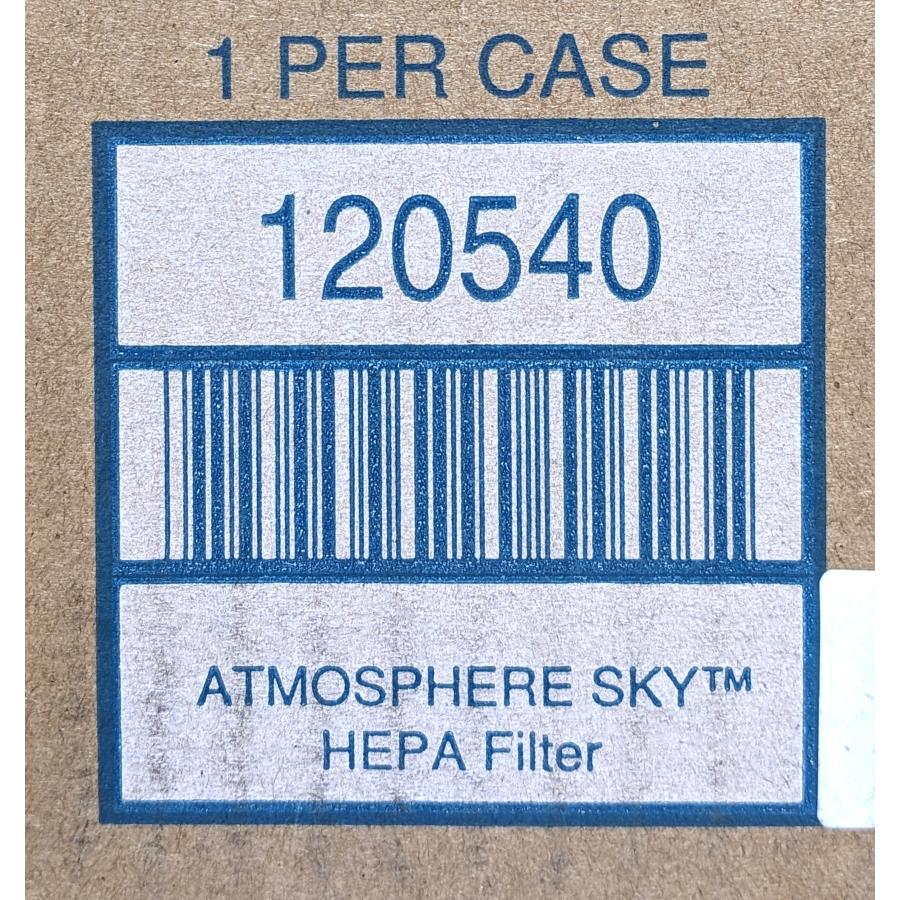 1 PER CASE
120540
ATMOSPHERE SKY™
HEPA Filter